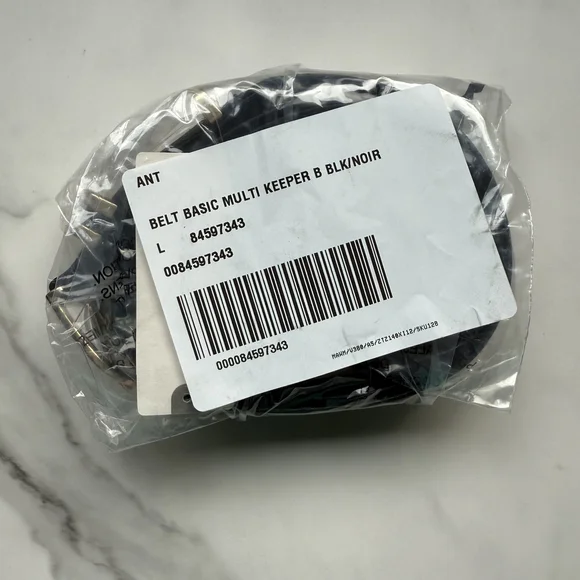 ANT
BELT BASIC MULTI KEEPER B BLK/NOIR
L 84597343
0084597343
000084597343